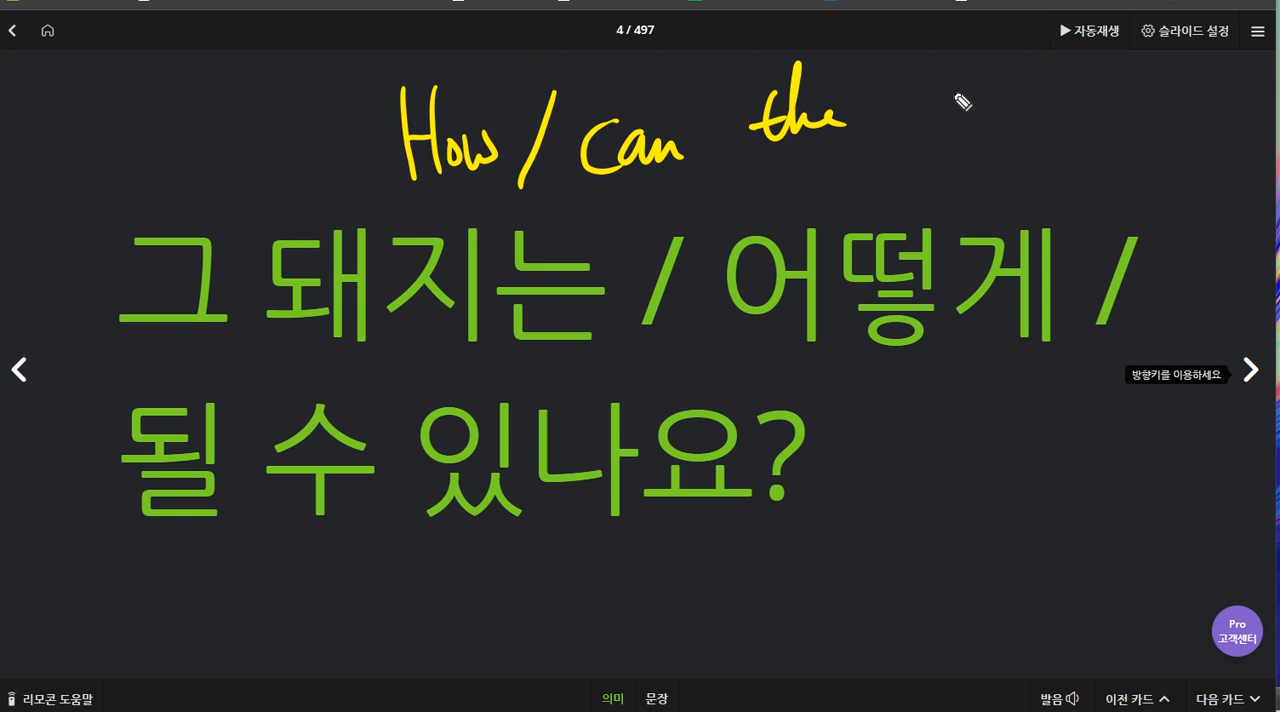 4 / 497
자동재생
슬라이드 설정
How / can the
그 돼지는 / 어떻게 /
방향키를 이용하세요
될 수 있나요?
Pro
고객센터
리모콘 도움말
의미
문장
발음
이전 카드
다음 카드